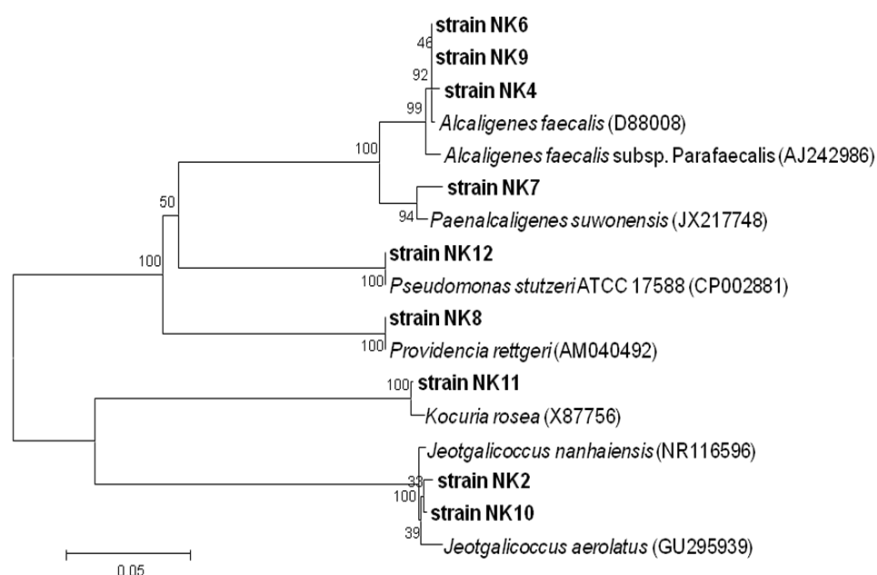 strain NK6
46
strain NK9
92
strain NK4
99
Alcaligenes faecalis (D88008)
100
Alcaligenes faecalis subsp. Parafaecalis (AJ242986)
strain NK7
50
94
Paenalcaligenes suwonensis (JX217748)
strain NK12
100
100
Pseudomonas stutzeri ATCC 17588 (CP002881)
strain NK8
100
Providencia rettgeri (AM040492)
100
strain NK11
Kocuria rosea (X87756)
Jeotgalicoccus nanhaiensis (NR116596)
33
strain NK2
100
strain NK10
39
Jeotgalicoccus aerolatus (GU295939)
0.05